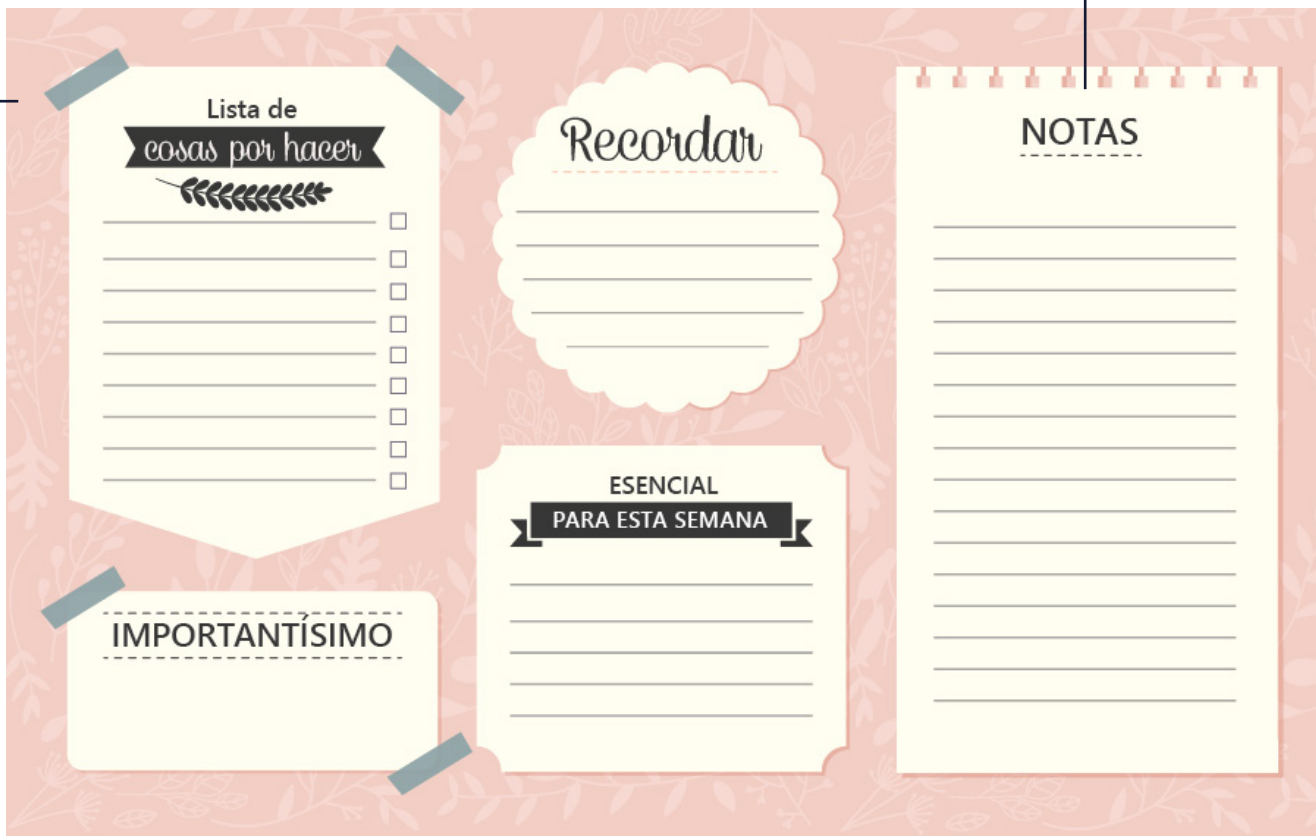 Lista de
cosas por hacer
Recordar
NOTAS
ESENCIAL
PARA ESTA SEMANA
IMPORTANTÍSIMO